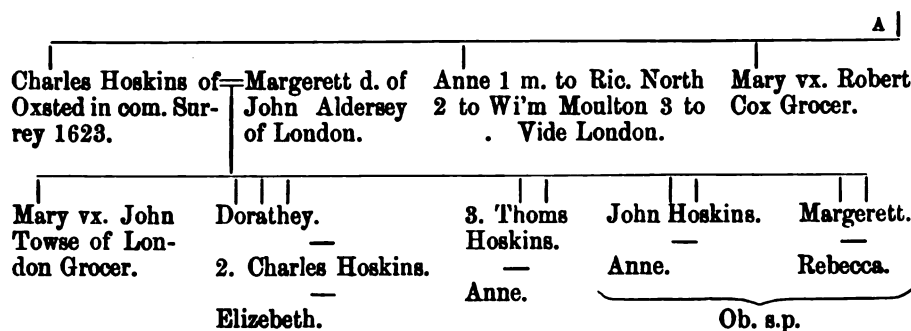 A
Charles Hoskins of
Oxsted in com. Sur-
rey 1623.
Margerett d. of
John Aldersey
of London.
Anne 1 m. to Ric. North
2 to Wi'm Moulton 3 to
. Vide London.
Mary vx. Robert
Cox Grocer.
Mary vx. John
Towse of Lon-
don Grocer.
Dorathey.
—
2. Charles Hoskins.
—
Elizebeth.
3. Thoms
Hoskins.
—
Anne.
John Hoskins.
—
Anne.
Margerett.
—
Rebecca.
Ob. s.p.